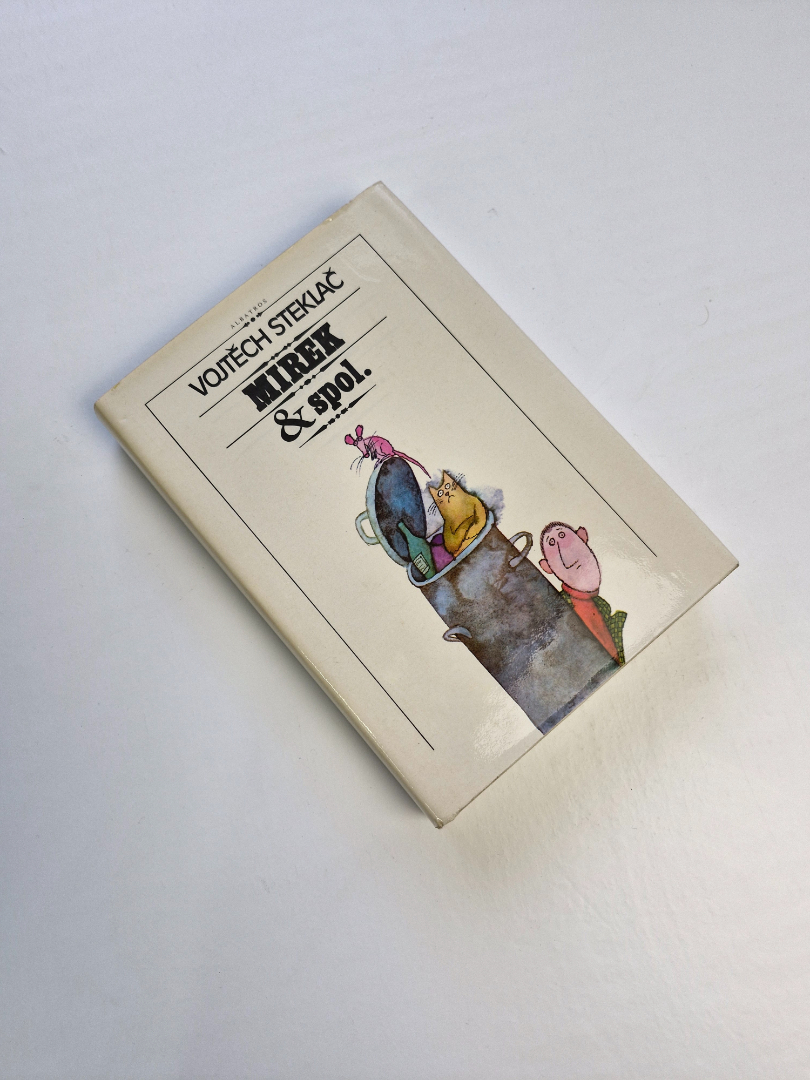 ALBATROS
VOJTĚCH STEKLAČ
MIREK
& spol.